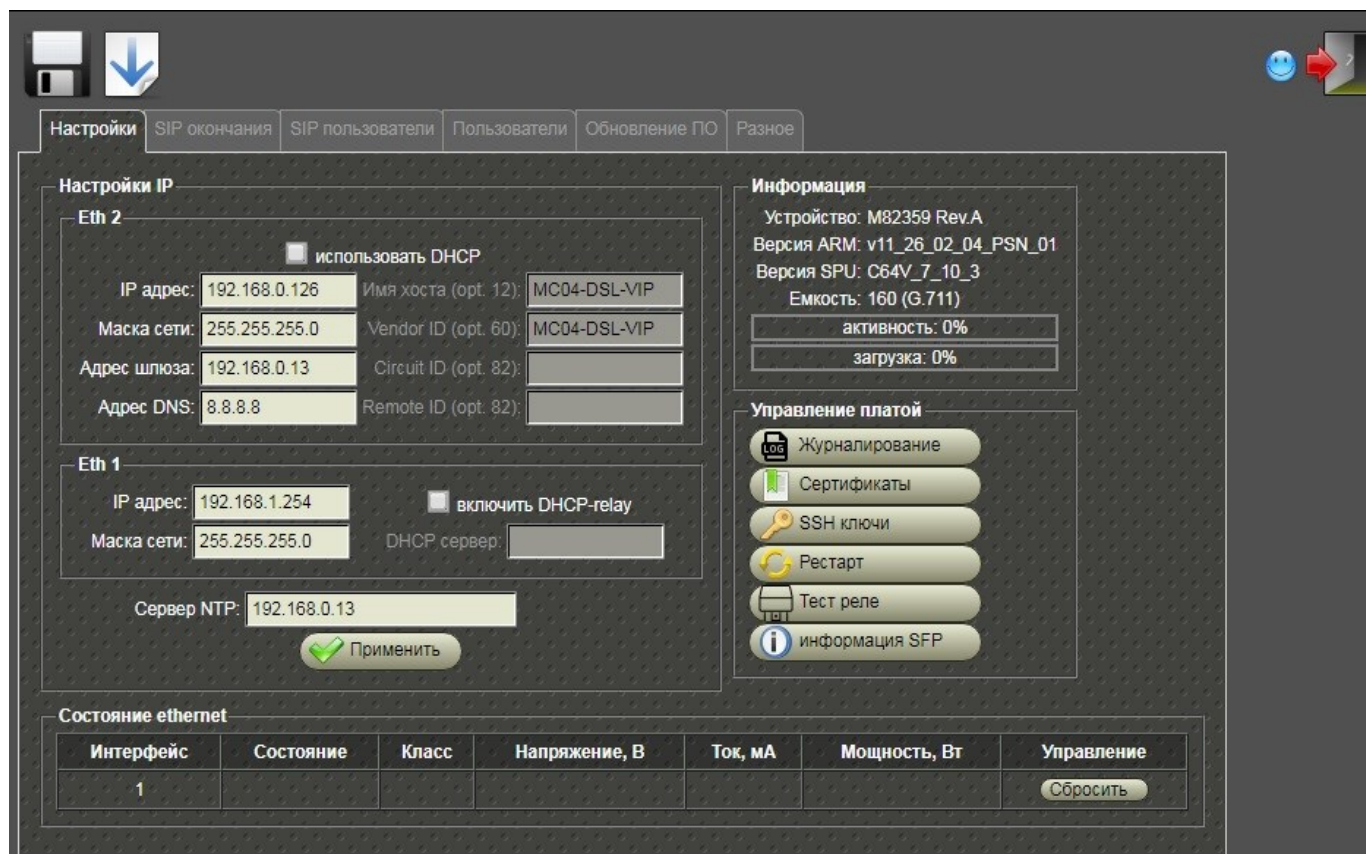 Настройки SIP окончания SIP пользователи Пользователи Обновление ПО Разное
Настройки IP
Eth 2
использовать DHCP
IP адрес: 192.168.0.126 Имя хоста (opt. 12): MC04-DSL-VIP
Маска сети: 255.255.255.0 Vendor ID (opt. 60): MC04-DSL-VIP
Адрес шлюза: 192.168.0.13 Circuit ID (opt. 82):
Адрес DNS: 8.8.8.8 Remote ID (opt. 82):
Eth 1
IP адрес: 192.168.1.254 включить DHCP-relay
Маска сети: 255.255.255.0 DHCP сервер:
Сервер NTP: 192.168.0.13
Применить
Информация
Устройство: M82359 Rev.A
Версия ARM: v11_26_02_04_PSN_01
Версия SPU: C64V_7_10_3
Емкость: 160 (G.711)
активность: 0%
загрузка: 0%
Управление платой
LOG Журналирование
Сертификаты
SSH ключи
Рестарт
Тест реле
информация SFP
Состояние ethernet
Интерфейс Состояние Класс Напряжение, В Ток, мА Мощность, Вт Управление
1 Сбросить